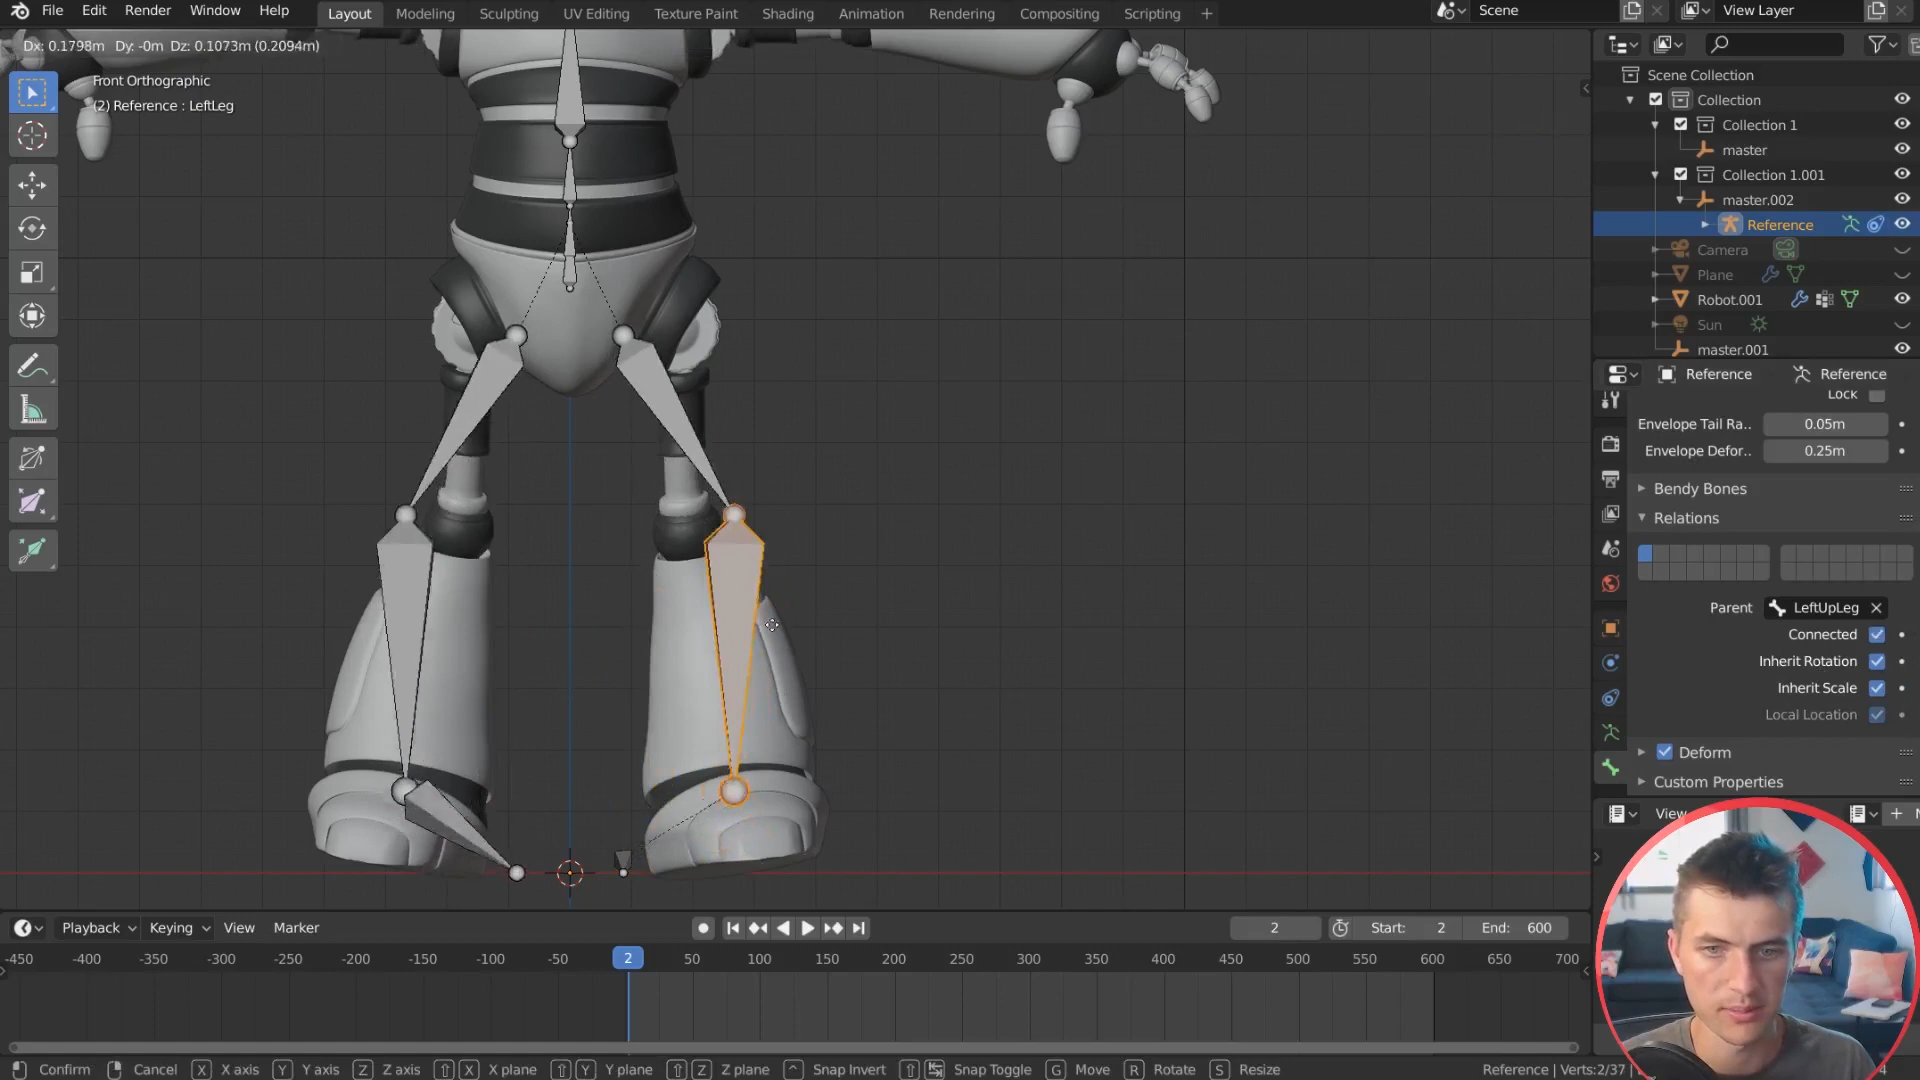 File Edit Render Window Help
Layout Modeling Sculpting UV Editing Texture Paint Shading Animation Rendering Compositing Scripting +
Scene
View Layer
Dx: 0.1798m Dy: -0m Dz: 0.1073m (0.2094m)
Front Orthographic
(2) Reference : LeftLeg
Scene Collection
Collection
Collection 1
master
Collection 1.001
master.002
Reference
Camera
Plane
Robot.001
Sun
master.001
Reference Reference
Lock
Envelope Tail Ra.. 0.05m
Envelope Defor.. 0.25m
Bendy Bones
Relations
Parent LeftUpLeg
Connected
Inherit Rotation
Inherit Scale
Local Location
Deform
Custom Properties
View
Playback Keying View Marker
2 Start: 2 End: 600
-450 -400 -350 -300 -250 -200 -150 -100 -50 2 50 100 150 200 250 300 350 400 450 500 550 600 650 700
Confirm Cancel X X axis Y Y axis Z Z axis X X plane Y Y plane Z Z plane Snap Invert Snap Toggle G Move R Rotate S Resize
Reference | Verts:2/37 |